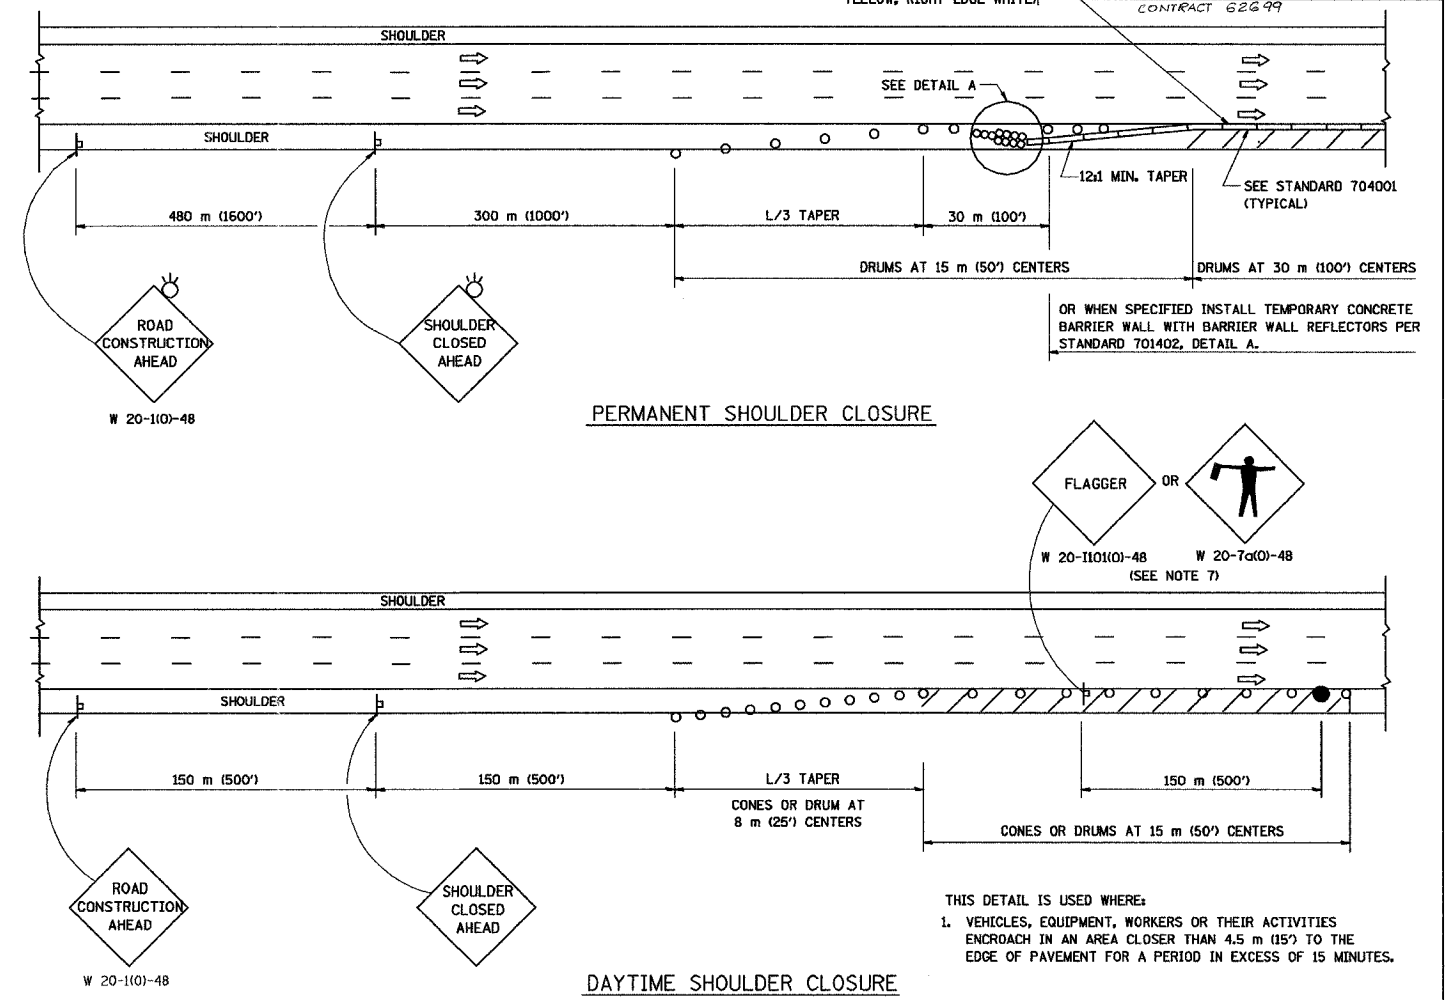 YELLOW, RIGHT EDGE WHITE)
CONTRACT 62699
SHOULDER
SEE DETAIL A
SHOULDER
12:1 MIN. TAPER
SEE STANDARD 704001
(TYPICAL)
480 m (1600')
300 m (1000')
L/3 TAPER
30 m (100')
DRUMS AT 15 m (50') CENTERS
DRUMS AT 30 m (100') CENTERS
OR WHEN SPECIFIED INSTALL TEMPORARY CONCRETE
BARRIER WALL WITH BARRIER WALL REFLECTORS PER
STANDARD 701402, DETAIL A.
ROAD
CONSTRUCTION
AHEAD
W 20-1(O)-48
SHOULDER
CLOSED
AHEAD
PERMANENT SHOULDER CLOSURE
FLAGGER
OR
W 20-I101(O)-48
W 20-7a(O)-48
(SEE NOTE 7)
SHOULDER
SHOULDER
150 m (500')
150 m (500')
L/3 TAPER
CONES OR DRUM AT
8 m (25') CENTERS
150 m (500')
CONES OR DRUMS AT 15 m (50') CENTERS
ROAD
CONSTRUCTION
AHEAD
W 20-1(O)-48
SHOULDER
CLOSED
AHEAD
THIS DETAIL IS USED WHERE:
1. VEHICLES, EQUIPMENT, WORKERS OR THEIR ACTIVITIES
ENCROACH IN AN AREA CLOSER THAN 4.5 m (15') TO THE
EDGE OF PAVEMENT FOR A PERIOD IN EXCESS OF 15 MINUTES.
DAYTIME SHOULDER CLOSURE